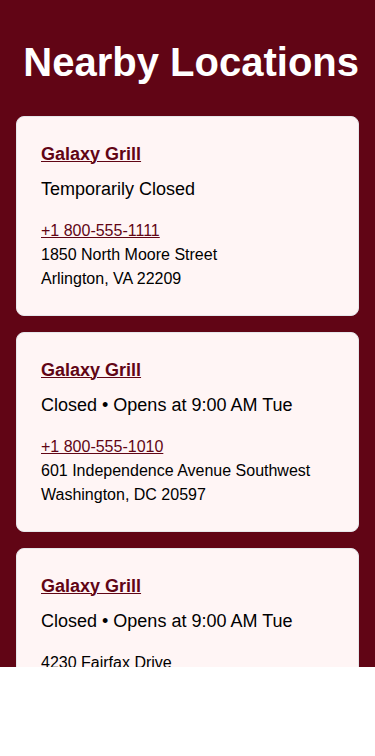 Nearby Locations
Galaxy Grill
Temporarily Closed
+1 800-555-1111
1850 North Moore Street
Arlington, VA 22209
Galaxy Grill
Closed • Opens at 9:00 AM Tue
+1 800-555-1010
601 Independence Avenue Southwest
Washington, DC 20597
Galaxy Grill
Closed • Opens at 9:00 AM Tue
4230 Fairfax Drive